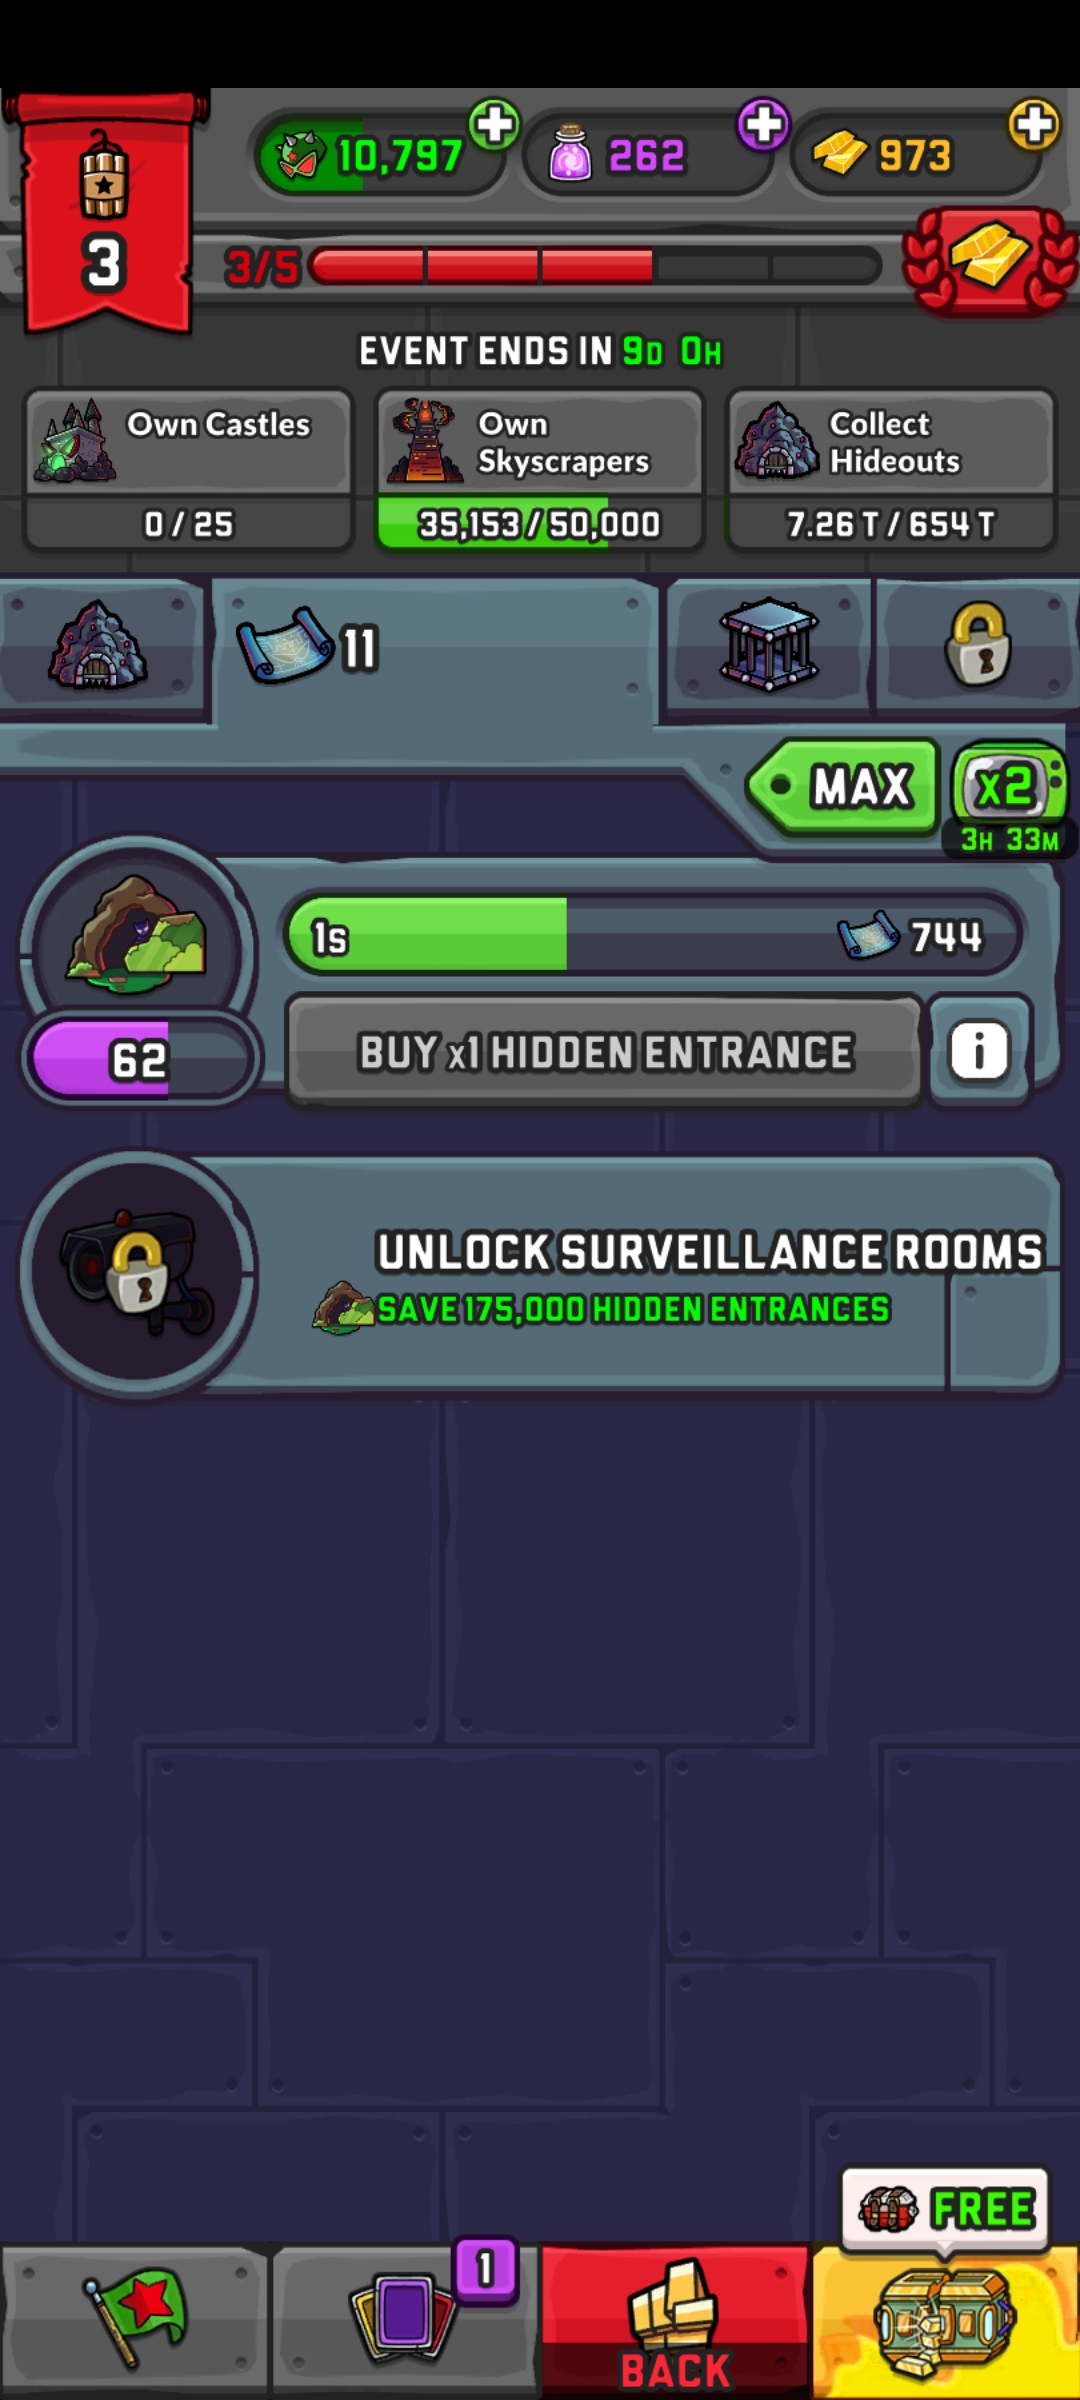 10,797
262
973
3
3/5
EVENT ENDS IN 9D 0H
Own Castles
0 / 25
Own
Skyscrapers
35,153 / 50,000
Collect
Hideouts
7.26 T / 654 T
11
MAX
x2
3H 33M
1s
744
62
BUY x1 HIDDEN ENTRANCE
i
UNLOCK SURVEILLANCE ROOMS
SAVE 175,000 HIDDEN ENTRANCES
FREE
1
BACK